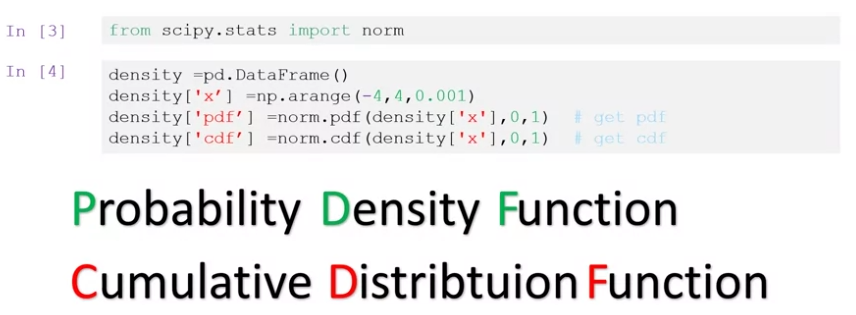 In [3] from scipy.stats import norm
In [4] density =pd.DataFrame()
density['x’] =np.arange(-4,4,0.001)
density['pdf’] =norm.pdf(density['x'],0,1) # get pdf
density['cdf’] =norm.cdf(density['x'],0,1) # get cdf
Probability Density Function
Cumulative Distribtuion Function